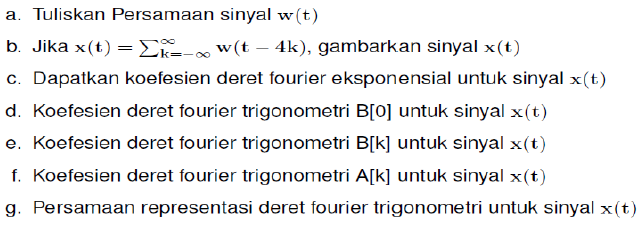 a. Tuliskan Persamaan sinyal w(t)
b. Jika x(t) = ∑_{k=−∞}^{∞} w(t − 4k), gambarkan sinyal x(t)
c. Dapatkan koefesien deret fourier eksponensial untuk sinyal x(t)
d. Koefesien deret fourier trigonometri B[0] untuk sinyal x(t)
e. Koefesien deret fourier trigonometri B[k] untuk sinyal x(t)
f. Koefesien deret fourier trigonometri A[k] untuk sinyal x(t)
g. Persamaan representasi deret fourier trigonometri untuk sinyal x(t)